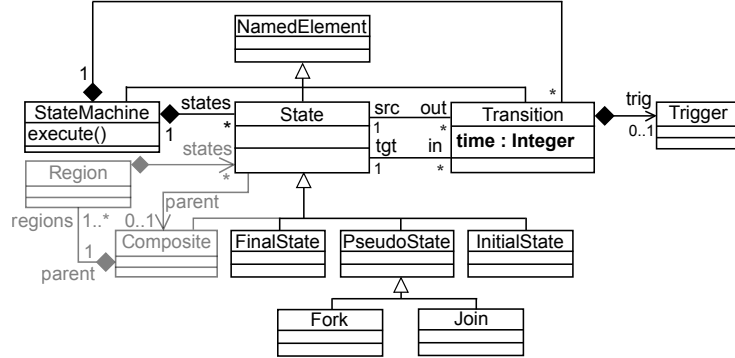 NamedElement
1
*
StateMachine
execute()
states
1
*
State
src
out
1
*
tgt
in
1
*
Transition
time : Integer
trig
0..1
Trigger
Region
states
*
parent
0..1
regions
1..*
1
parent
Composite
FinalState
PseudoState
InitialState
Fork
Join